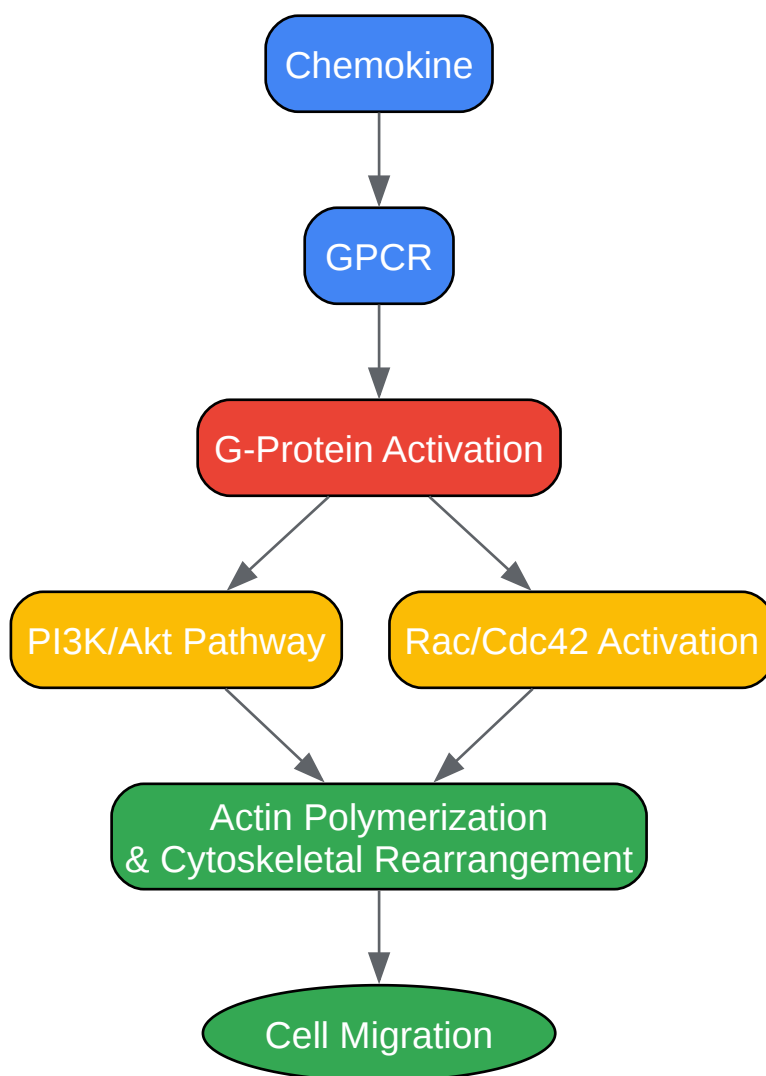 Chemokine
GPCR
G-Protein Activation
PI3K/Akt Pathway
Rac/Cdc42 Activation
Actin Polymerization
& Cytoskeletal Rearrangement
Cell Migration